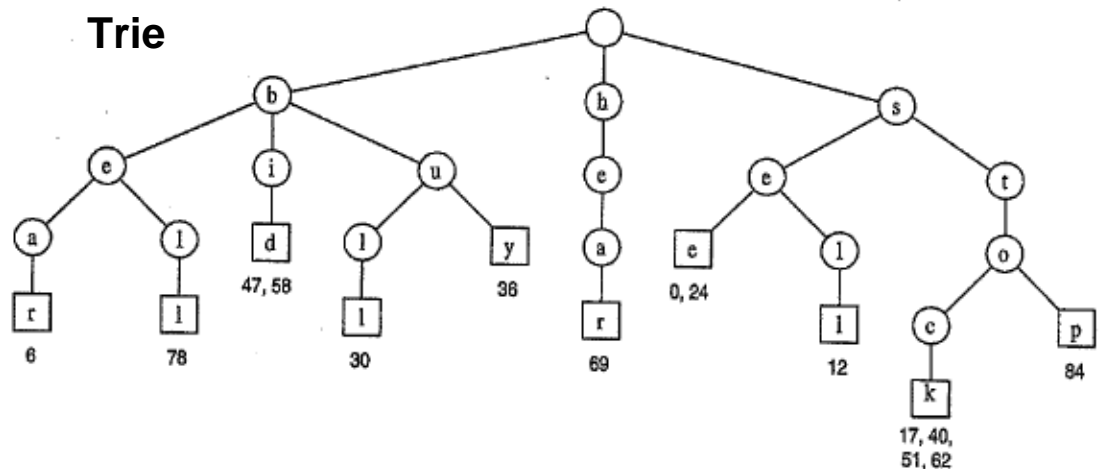 Trie
b h s
e i u e e t
a l d l y a e l o
r l l r l c p
k
47, 58
36
0, 24
6
78
30
69
12
84
17, 40,
51, 62